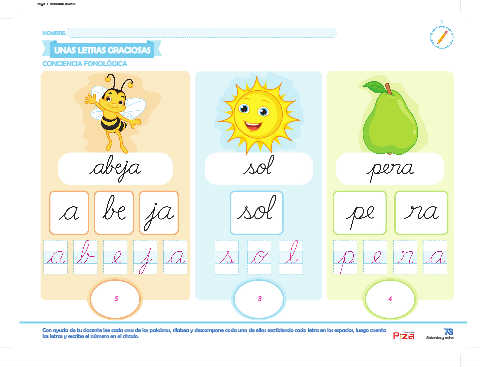 NOMBRE:
UNAS LETRAS GRACIOSAS
CONCIENCIA FONOLÓGICA
abeja sol pera
a be ja sol pe ra
a b e j a s o l p e r a
5 3 4
Con ayuda de tu docente lee cada una de las palabras, sílabas y descompone cada una de ellas escribiendo cada letra en los espacios, luego cuenta
las letras y escribe el número en el círculo.
73